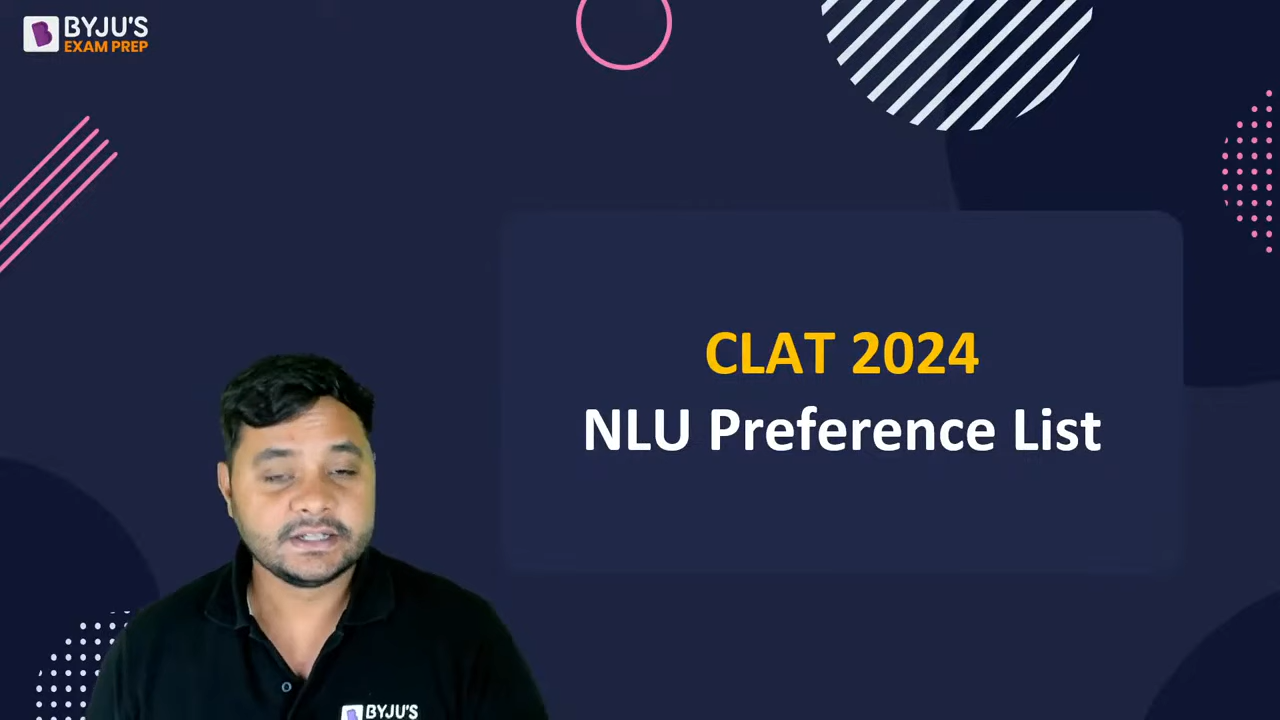 BYJU'S
EXAM PREP
CLAT 2024
NLU Preference List
BYJU'S